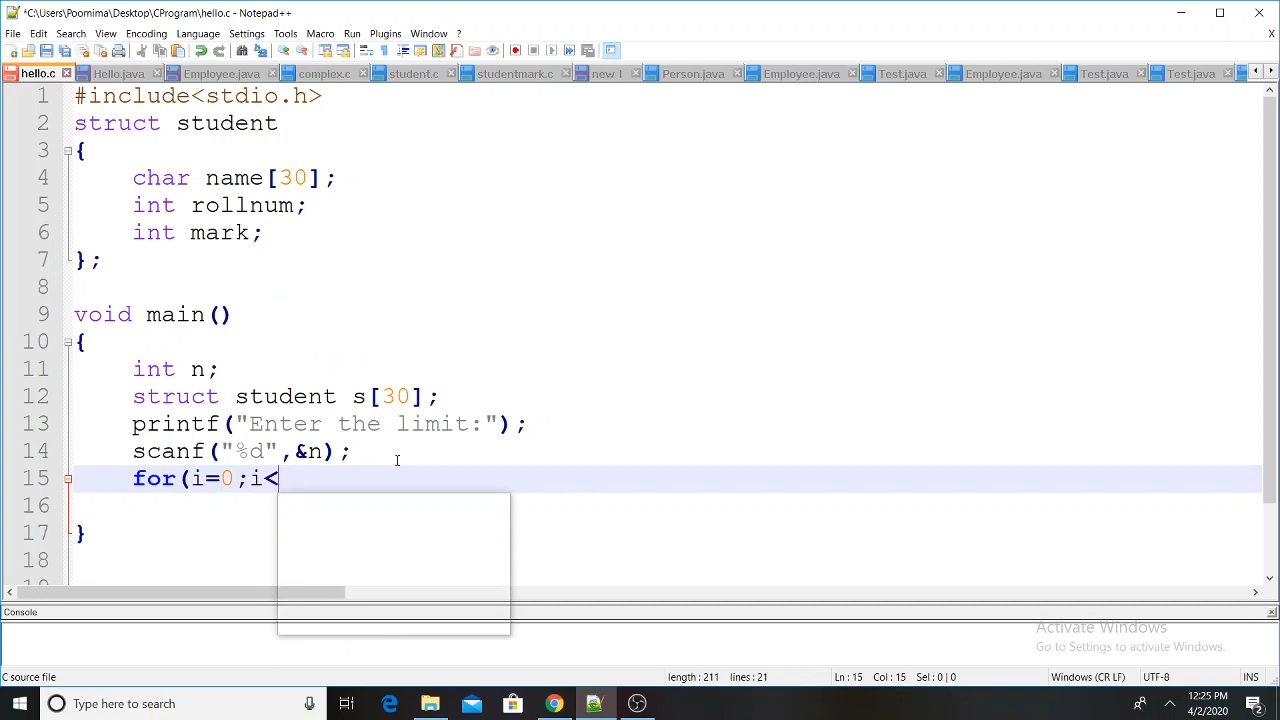 *C:\Users\Poornima\Desktop\CProgram\hello.c - Notepad++
File Edit Search View Encoding Language Settings Tools Macro Run Plugins Window ? X
hello.c Hello.java Employee.java complex.c student.c studentmark.c new 1 Person.java Employee.java Test.java Employee.java Test.java Test.java
1 #include<stdio.h>
2 struct student
3 {
4 char name[30];
5 int rollnum;
6 int mark;
7 };
8
9 void main()
10 {
11 int n;
12 struct student s[30];
13 printf("Enter the limit:");
14 scanf("%d",&n);
15 for(i=0;i<
16
17 }
18
Console
Activate Windows
Go to Settings to activate Windows.
C source file length : 211 lines : 21 Ln : 15 Col : 15 Sel : 0 | 0 Windows (CR LF) UTF-8 INS
Type here to search
12:25 PM
4/2/2020
2